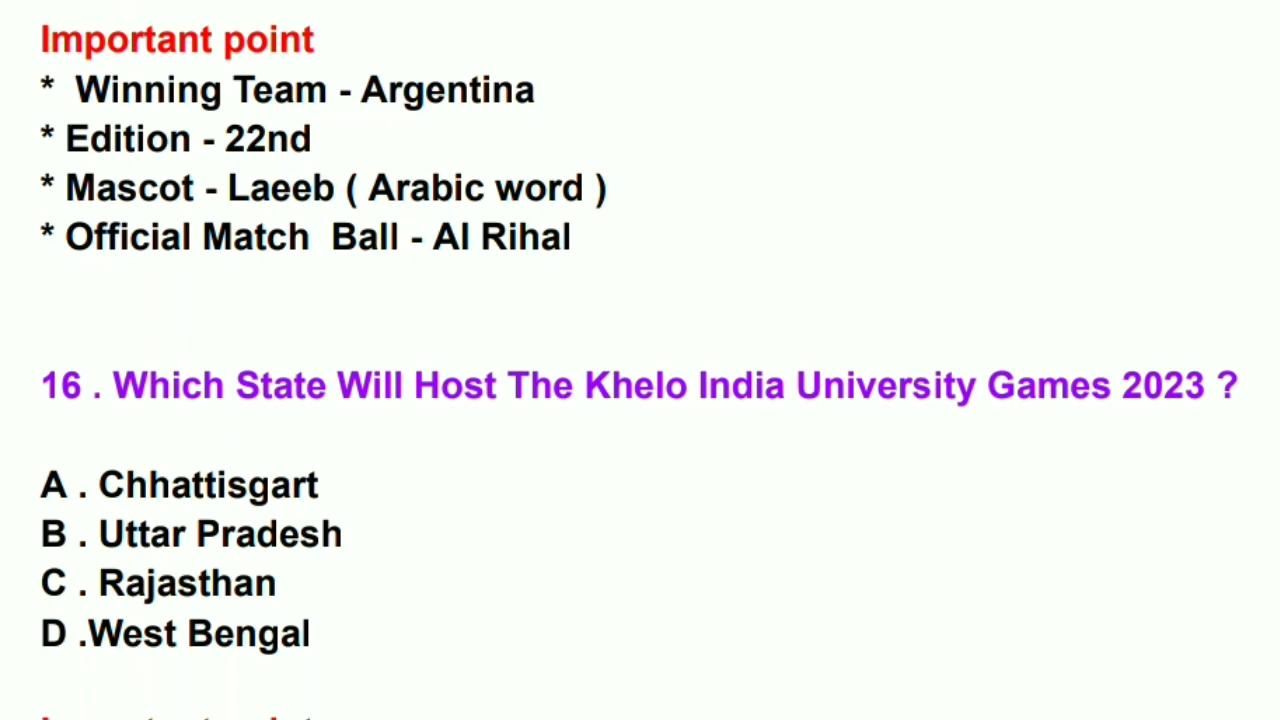 Important point
* Winning Team - Argentina
* Edition - 22nd
* Mascot - Laeeb ( Arabic word )
* Official Match Ball - Al Rihal
16 . Which State Will Host The Khelo India University Games 2023 ?
A . Chhattisgart
B . Uttar Pradesh
C . Rajasthan
D .West Bengal